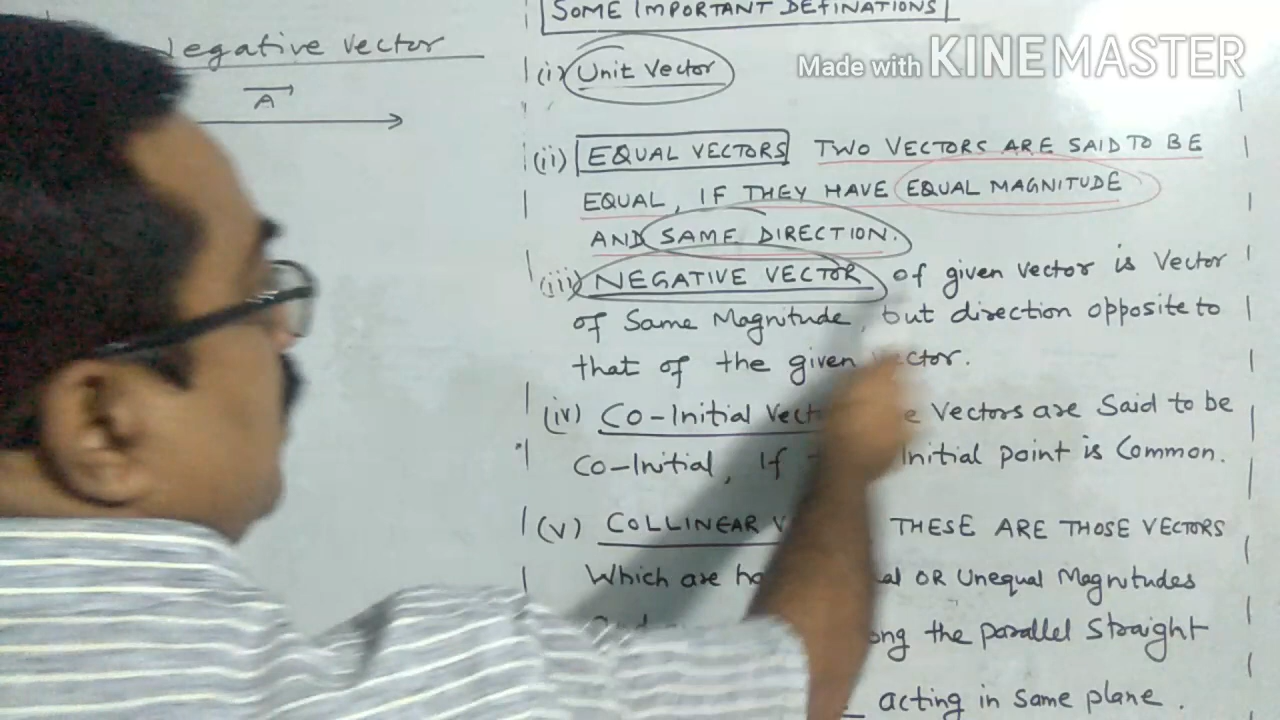 Negative vector
A
SOME IMPORTANT DEFINATIONS
Made with KINEMASTER
(i) Unit Vector
(ii) EQUAL VECTORS TWO VECTORS ARE SAID TO BE
EQUAL, IF THEY HAVE EQUAL MAGNITUDE
AND SAME DIRECTION.
(iii) NEGATIVE VECTOR of given vector is Vector
of Same Magnitude, but direction opposite to
that of the given vector.
(iv) Co-Initial Vectors are Said to be
Co-Initial, If Initial point is Common.
(v) COLLINEAR THESE ARE THOSE VECTORS
Which are OR Unequal Magnitudes
the parallel Straight
acting in Same plane.